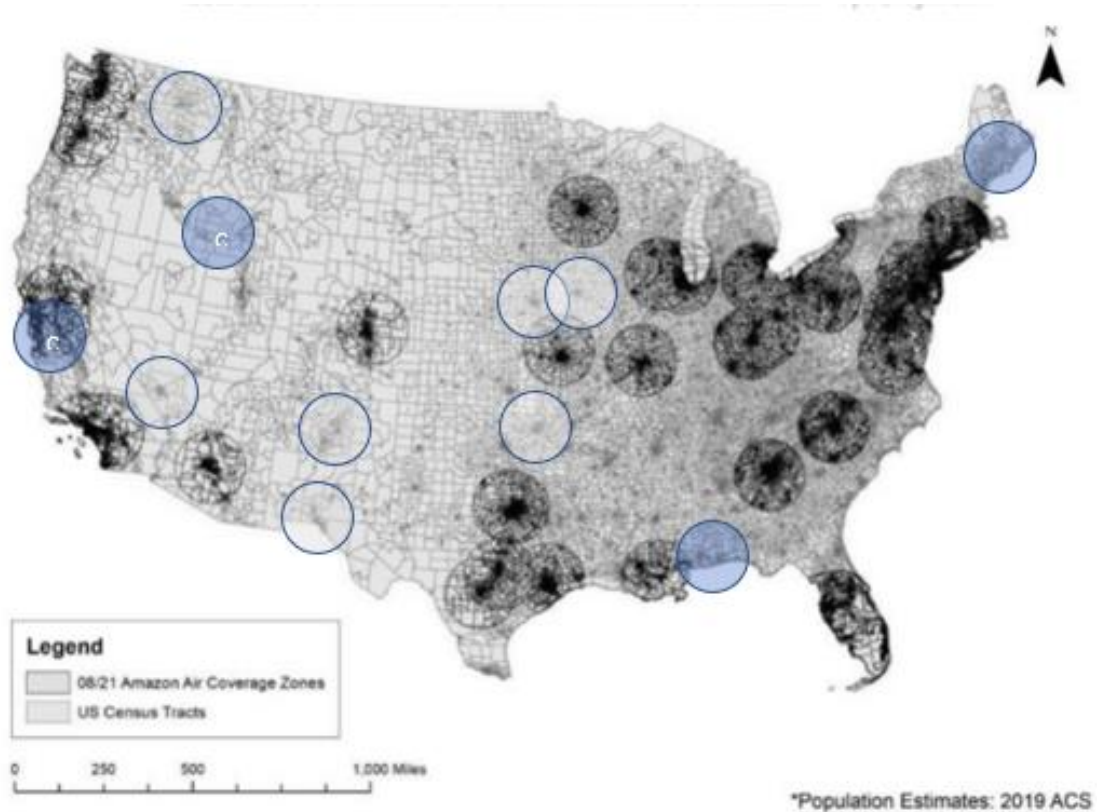 N
C
C
Legend
08/21 Amazon Air Coverage Zones
US Census Tracts
0 250 500 1,000 Miles
*Population Estimates: 2019 ACS